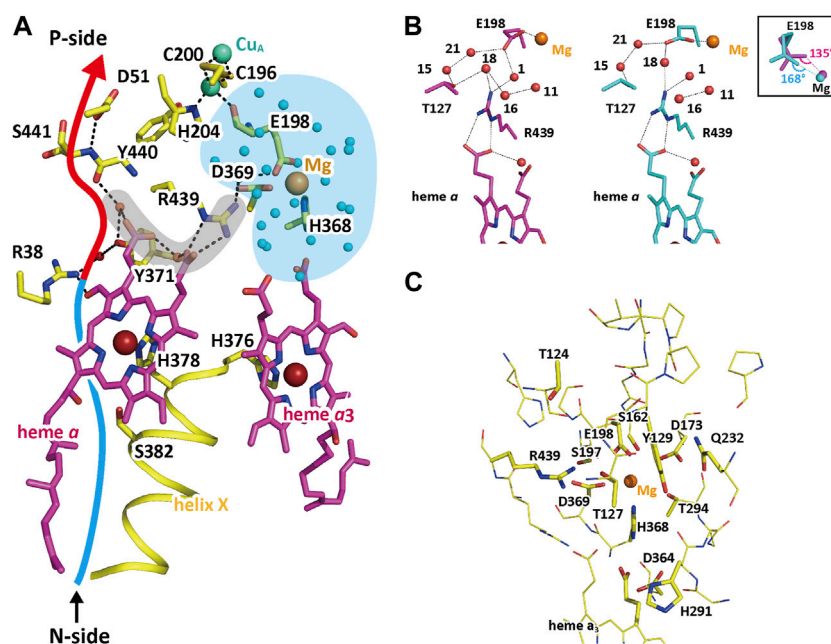 A
P-side
CuA
C200
C196
D51
S441
H204
E198
Y440
D369
Mg
R439
H368
R38
Y371
H378
H376
heme a
heme a3
S382
helix X
N-side
B
E198
Mg
21
18
15
1
11
T127
16
R439
heme a
E198
Mg
21
18
15
1
T127
11
16
R439
heme a
E198
135°
168°
Mg
C
T124
S162
E198
D173
Y129
Q232
S197
R439
Mg
D369
T127
T294
H368
D364
H291
heme a3